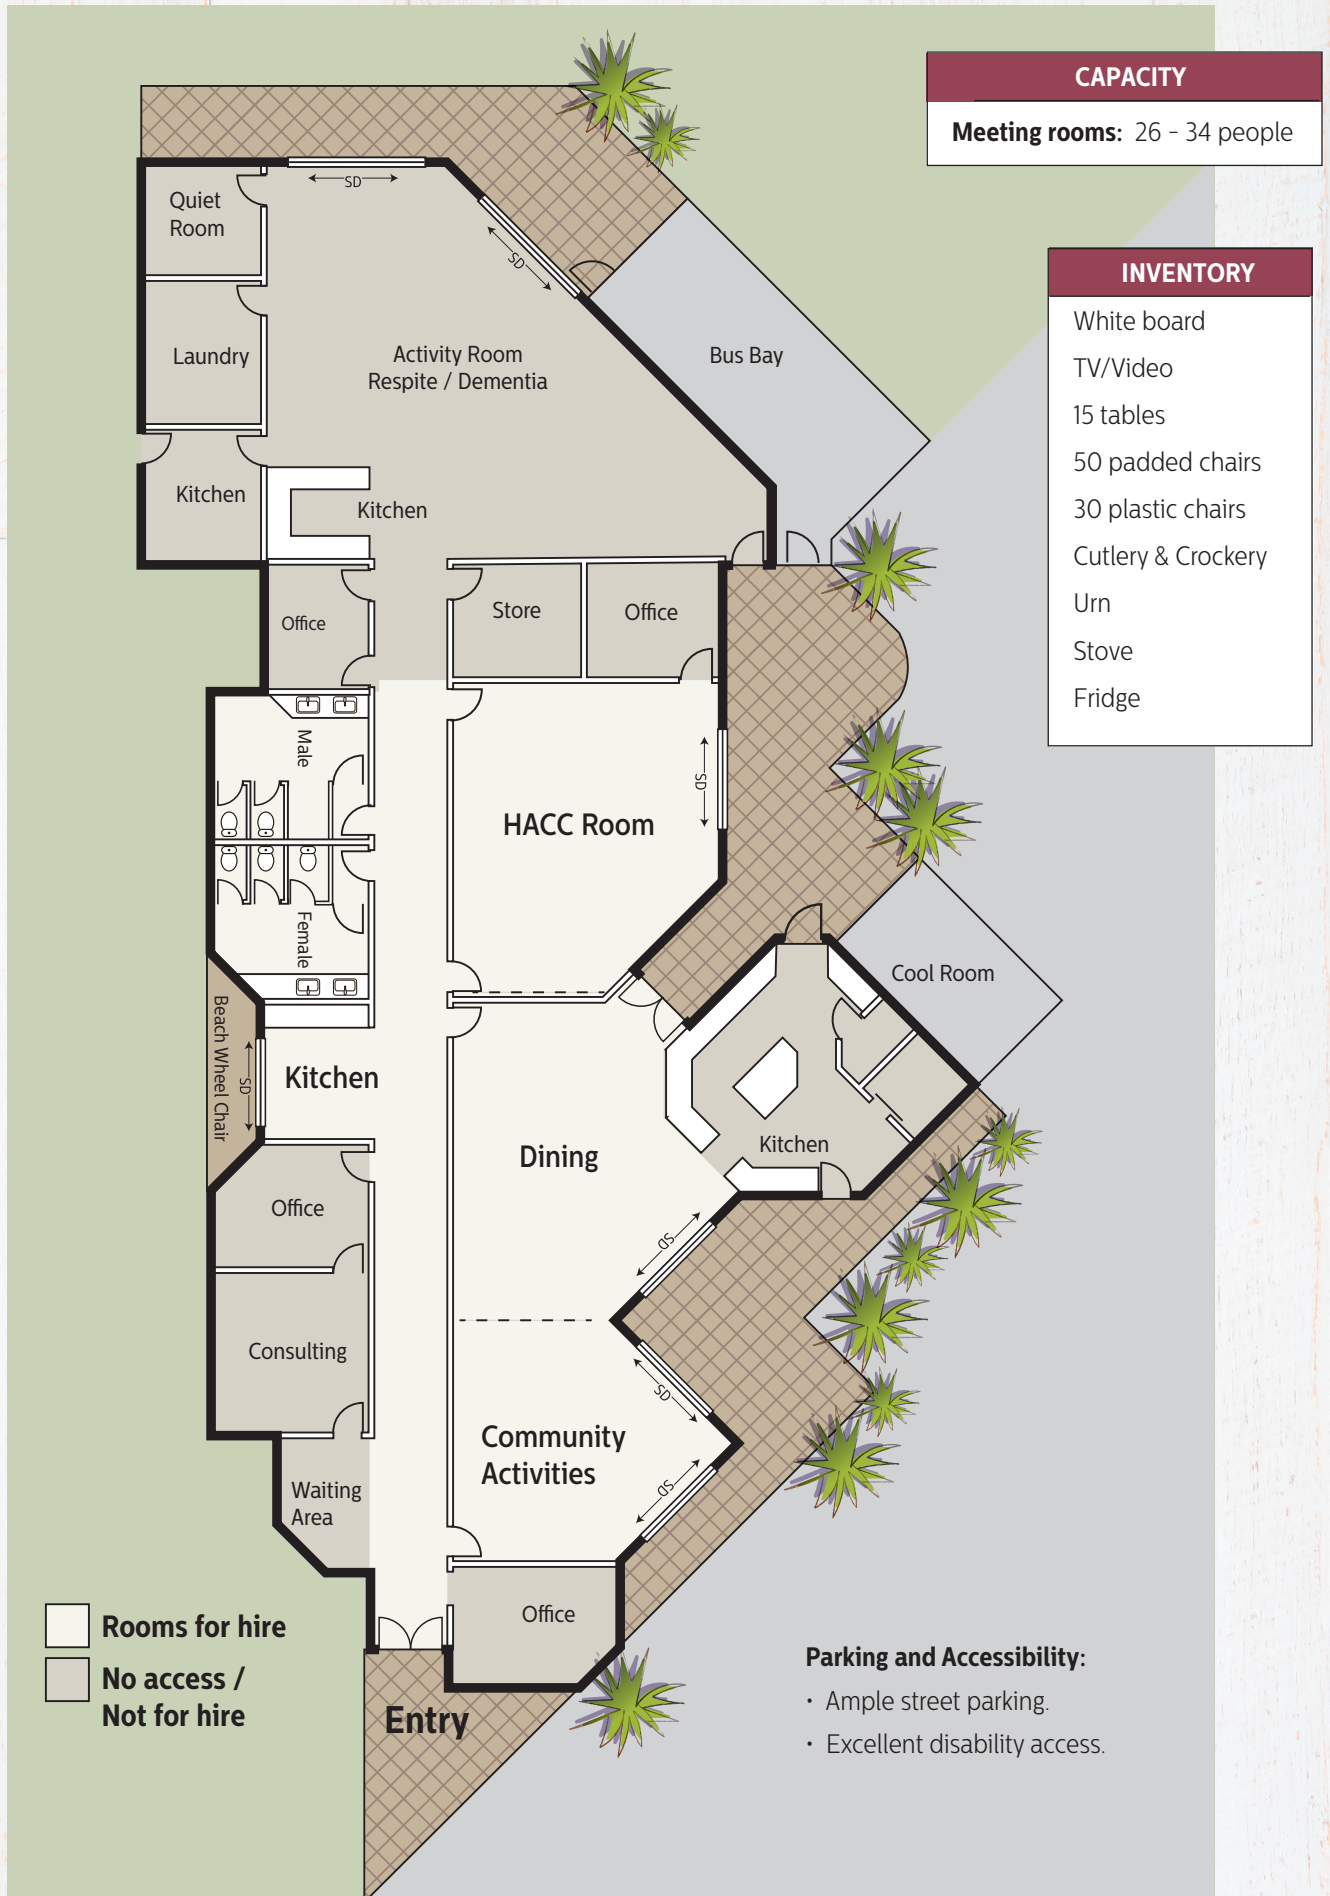 CAPACITY
Meeting rooms: 26 - 34 people
INVENTORY
White board
TV/Video
15 tables
50 padded chairs
30 plastic chairs
Cutlery & Crockery
Urn
Stove
Fridge
SD
Quiet
Room
SD
Laundry
Activity Room
Respite / Dementia
Bus Bay
Kitchen
Kitchen
Office
Store
Office
Male
SD
HACC Room
Female
Cool Room
Beach Wheel Chair
SD
Kitchen
Dining
Kitchen
Office
SD
Consulting
SD
Community
Activities
SD
Waiting
Area
Office
Rooms for hire
No access /
Not for hire
Entry
Parking and Accessibility:
• Ample street parking.
• Excellent disability access.